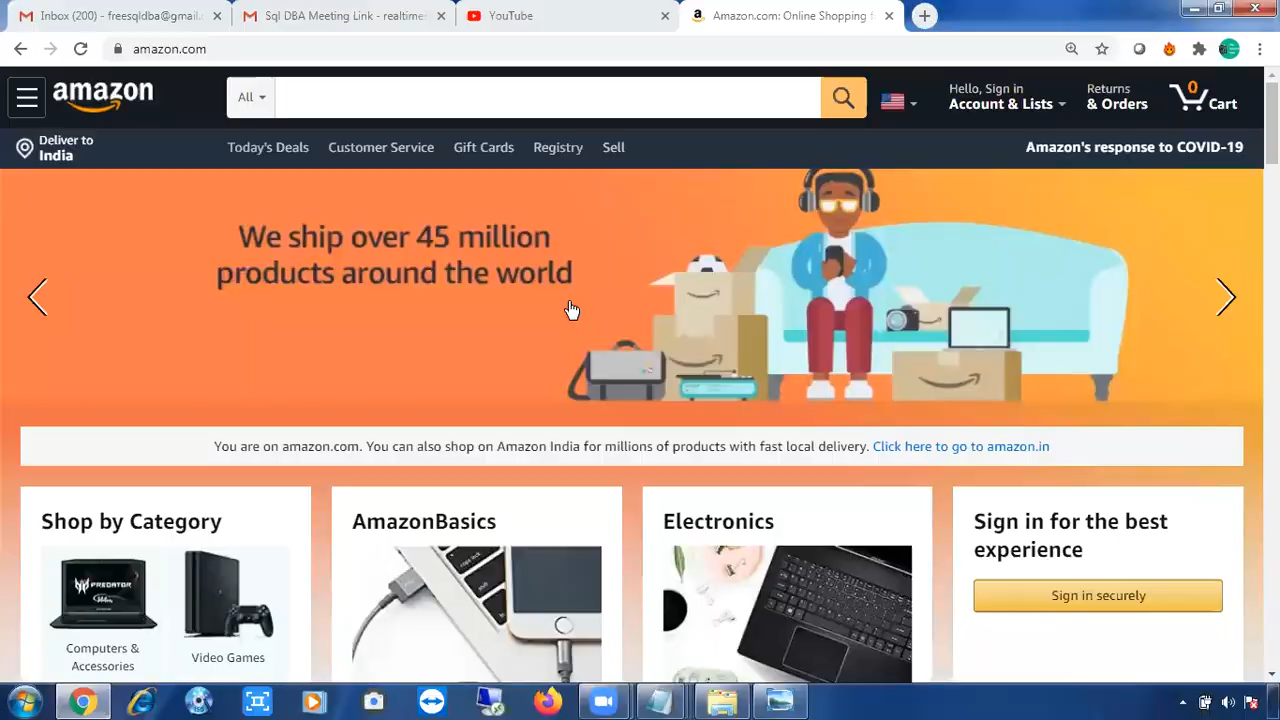 Inbox (200) - freesqldba@gmail.c
Sql DBA Meeting Link - realtimes
YouTube
Amazon.com: Online Shopping f
amazon.com
amazon
All
Hello, Sign in
Account & Lists
Returns
& Orders
0
Cart
Deliver to
India
Today's Deals
Customer Service
Gift Cards
Registry
Sell
Amazon's response to COVID-19
We ship over 45 million
products around the world
You are on amazon.com. You can also shop on Amazon India for millions of products with fast local delivery. Click here to go to amazon.in
Shop by Category
AmazonBasics
Electronics
Sign in for the best
experience
Sign in securely
PREDATOR
Computers &
Accessories
Video Games